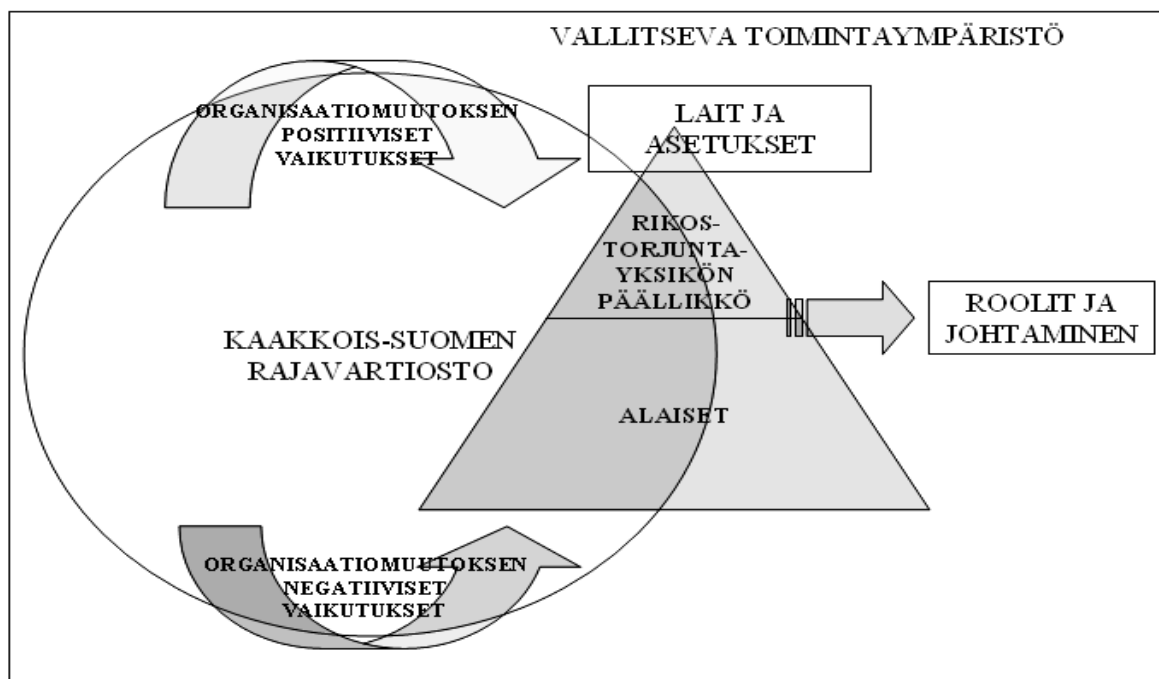 VALLITSEVA TOIMINTAYMPÄRISTÖ
ORGANISAATIOMUUTOKSEN
POSITIIVISET
VAIKUTUKSET
LAIT JA
ASETUKSET
RIKOS-
TORJUNTA-
YKSIKÖN
PÄÄLLIKKÖ
ROOLIT JA
JOHTAMINEN
KAAKKOIS-SUOMEN
RAJAVARTIOSTO
ALAISET
ORGANISAATIOMUUTOKSEN
NEGATIIVISET
VAIKUTUKSET